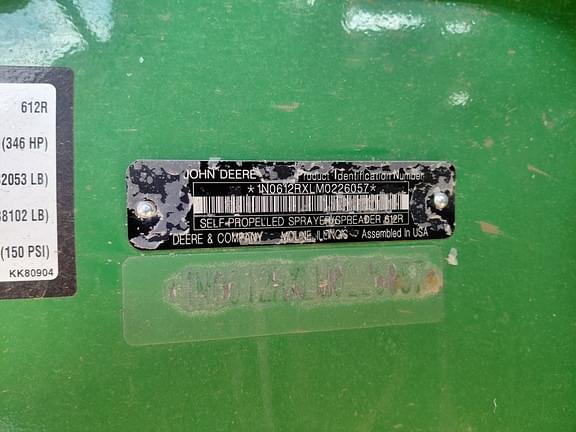 612R
(346 HP)
2053 LB)
8102 LB)
(150 PSI)
KK80904
JOHN DEERE Product Identification Number
*1N0612RXLM0226057*
SELF-PROPELLED SPRAYER/SPREADER 612R
DEERE & COMPANY MOLINE, ILLINOIS Assembled in USA